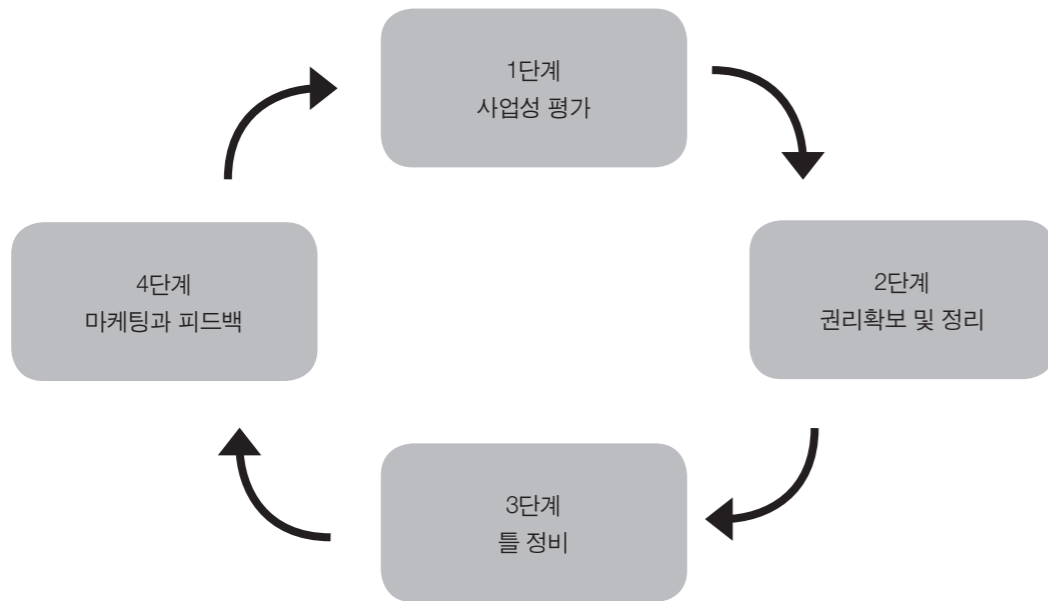 1단계
사업성 평가
2단계
권리확보 및 정리
3단계
틀 정비
4단계
마케팅과 피드백